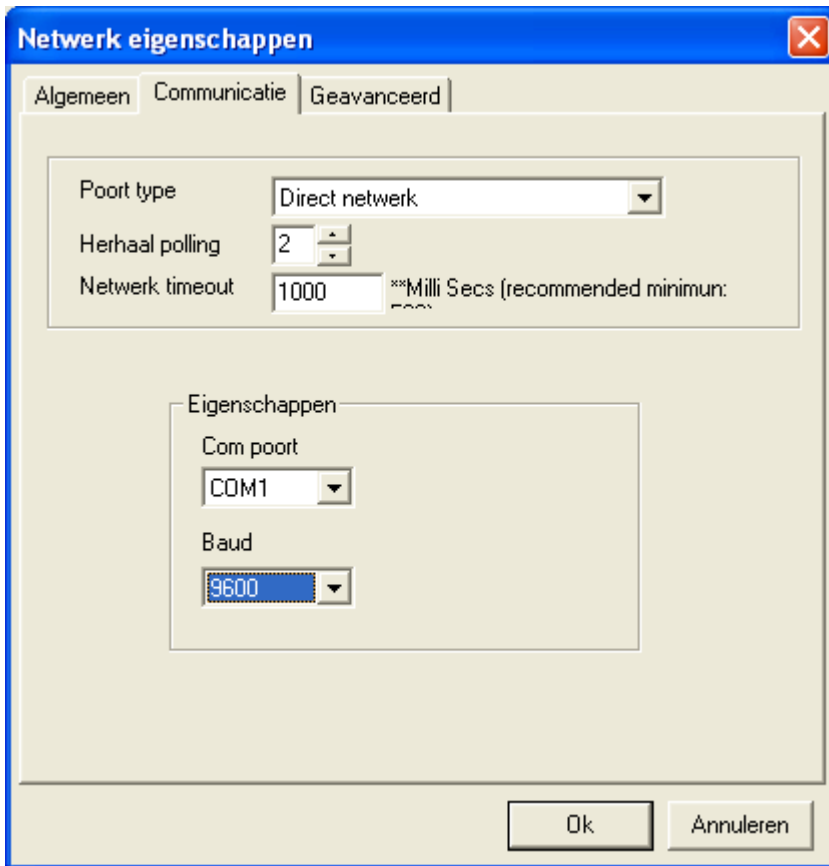 Netwerk eigenschappen
Algemeen Communicatie Geavanceerd
Poort type Direct netwerk
Herhaal polling 2
Netwerk timeout 1000 **Milli Secs (recommended minimun:
Eigenschappen
Com poort
COM1
Baud
9600
Ok Annuleren